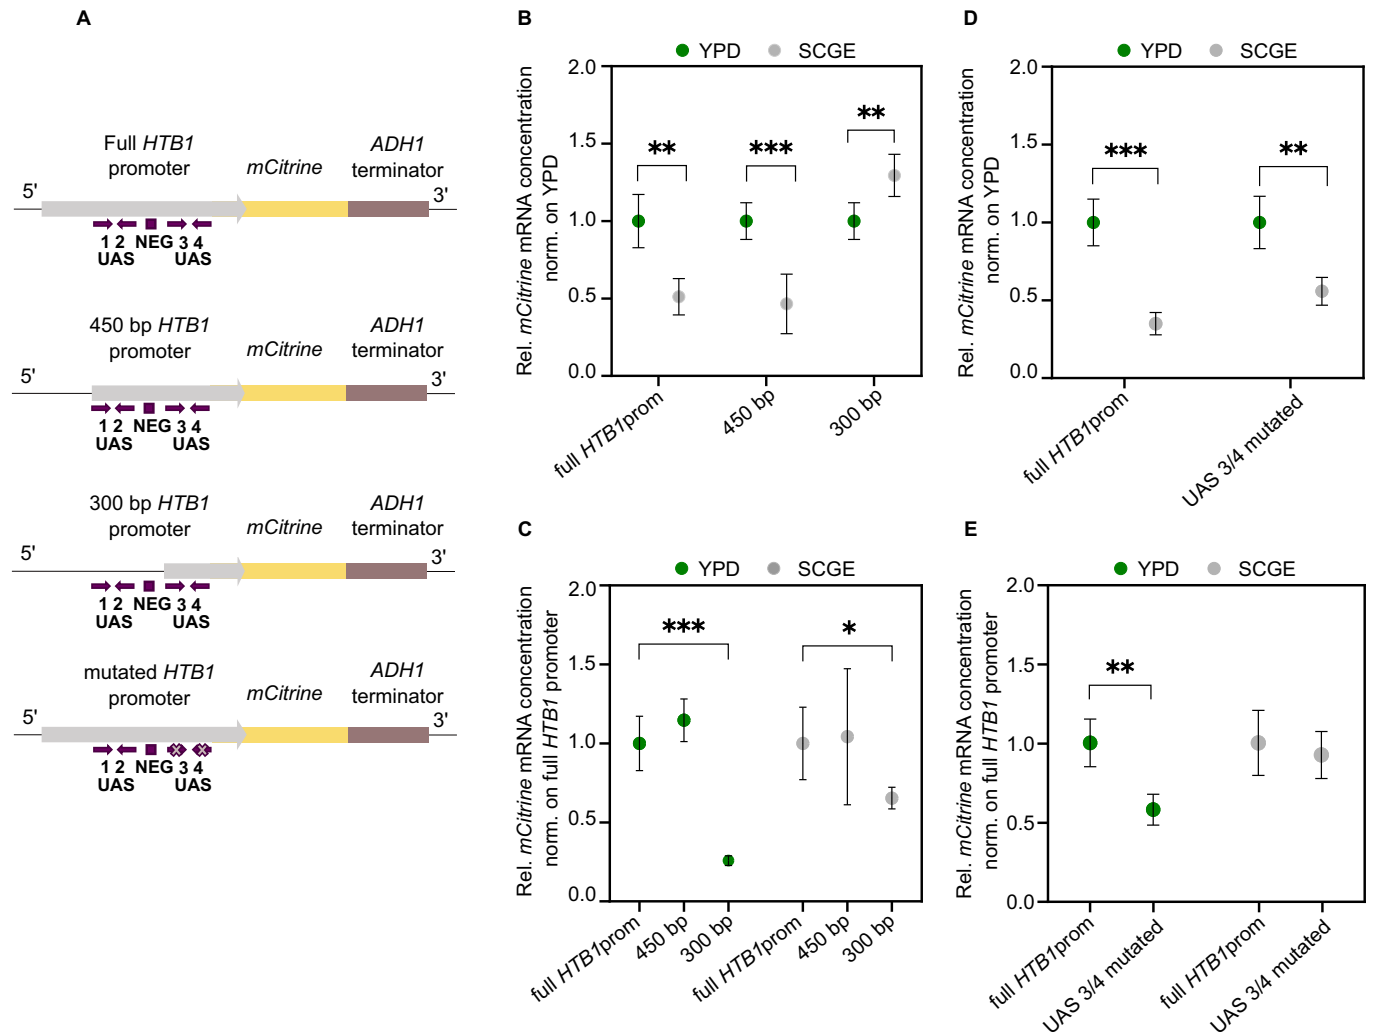 A
Full HTB1
promoter
mCitrine
ADH1
terminator
5'
3'
1 2 NEG 3 4
UAS UAS
450 bp HTB1
promoter
mCitrine
ADH1
terminator
5'
3'
1 2 NEG 3 4
UAS UAS
300 bp HTB1
promoter
mCitrine
ADH1
terminator
5'
3'
1 2 NEG 3 4
UAS UAS
mutated HTB1
promoter
mCitrine
ADH1
terminator
5'
3'
1 2 NEG 3 4
UAS UAS
B
YPD SCGE
Rel. mCitrine mRNA concentration
norm. on YPD
2.0
1.5
1.0
0.5
0.0
**
***
**
full HTB1prom
450 bp
300 bp
C
YPD SCGE
Rel. mCitrine mRNA concentration
norm. on full HTB1 promoter
2.0
1.5
1.0
0.5
0.0
***
*
full HTB1prom
450 bp
300 bp
full HTB1prom
450 bp
300 bp
D
YPD SCGE
Rel. mCitrine mRNA concentration
norm. on YPD
2.0
1.5
1.0
0.5
0.0
***
**
full HTB1prom
UAS 3/4 mutated
E
YPD SCGE
Rel. mCitrine mRNA concentration
norm. on full HTB1 promoter
2.0
1.5
1.0
0.5
0.0
**
full HTB1prom
UAS 3/4 mutated
full HTB1prom
UAS 3/4 mutated